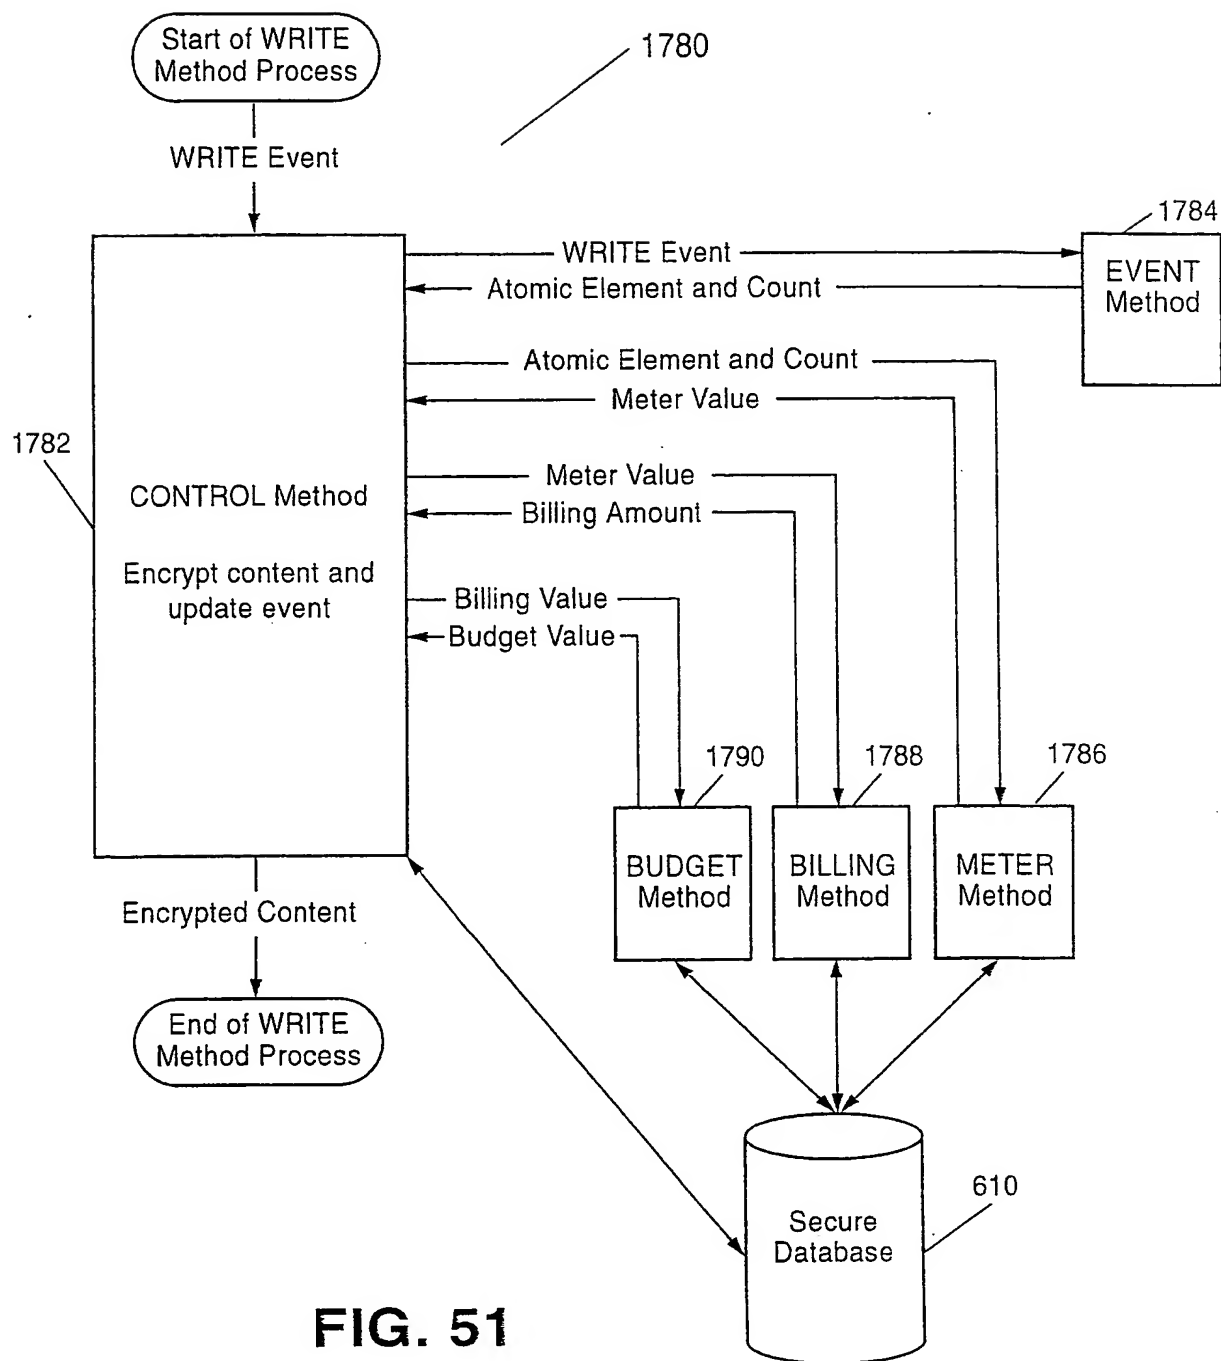 Start of WRITE
Method Process
1780
WRITE Event
1784
WRITE Event
EVENT
Method
Atomic Element and Count
Atomic Element and Count
Meter Value
1782
CONTROL Method
Encrypt content and
update event
Meter Value
Billing Amount
Billing Value
Budget Value
1790
1788
1786
BUDGET
Method
BILLING
Method
METER
Method
Encrypted Content
End of WRITE
Method Process
610
Secure
Database
FIG. 51